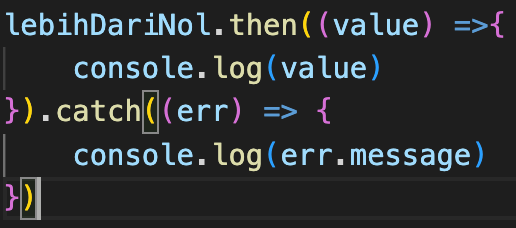 lebihDariNol.then((value) =>{
    console.log(value)
}).catch((err) => {
    console.log(err.message)
})